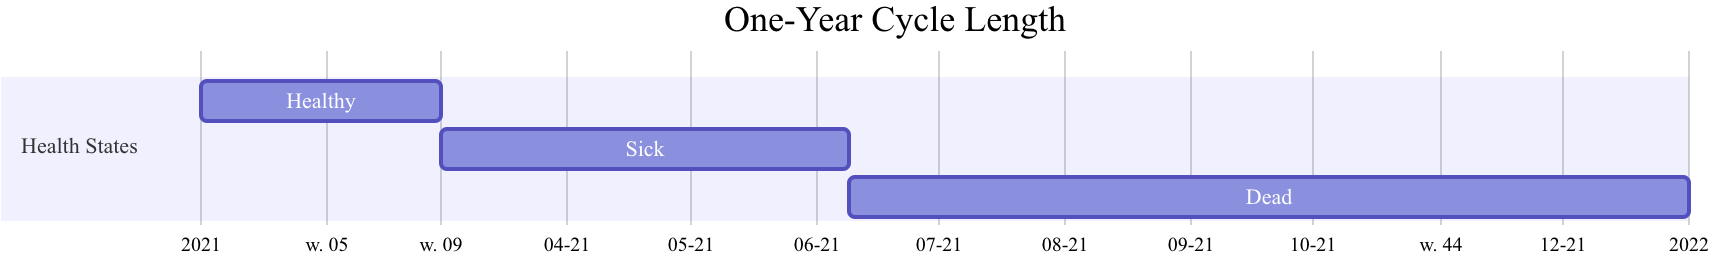 One-Year Cycle Length
Healthy
Health States
Sick
Dead
2021 w. 05 w. 09 04-21 05-21 06-21 07-21 08-21 09-21 10-21 w. 44 12-21 2022